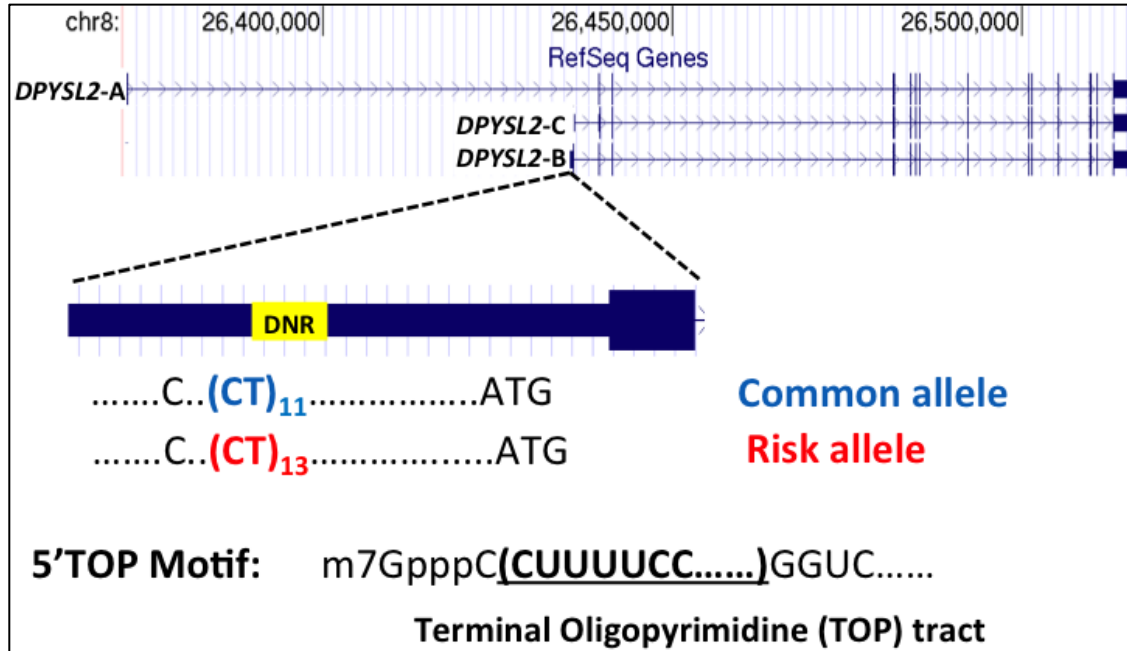 chr8: 26,400,000 26,450,000 26,500,000
RefSeq Genes
DPYSL2-A
DPYSL2-C
DPYSL2-B
DNR
.......C..(CT)11..................ATG Common allele
.......C..(CT)13..................ATG Risk allele
5'TOP Motif: m7GpppC(CUUUUCC......)GGUC......
Terminal Oligopyrimidine (TOP) tract